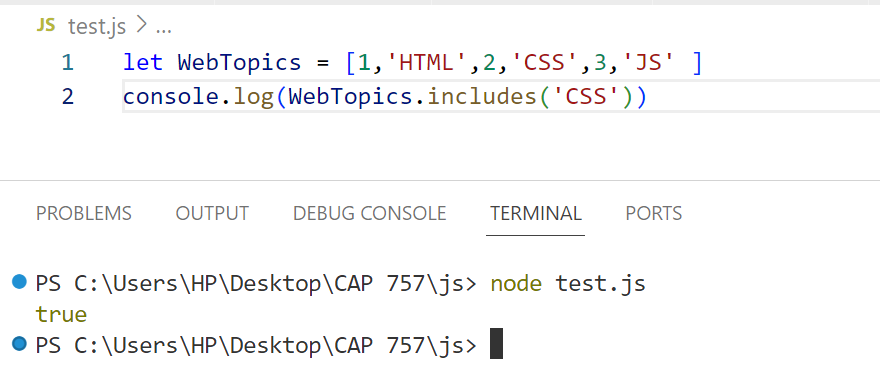 JS test.js > ...
1 let WebTopics = [1,'HTML',2,'CSS',3,'JS' ]
2 console.log(WebTopics.includes('CSS'))
PROBLEMS OUTPUT DEBUG CONSOLE TERMINAL PORTS
PS C:\Users\HP\Desktop\CAP 757\js> node test.js
true
PS C:\Users\HP\Desktop\CAP 757\js>